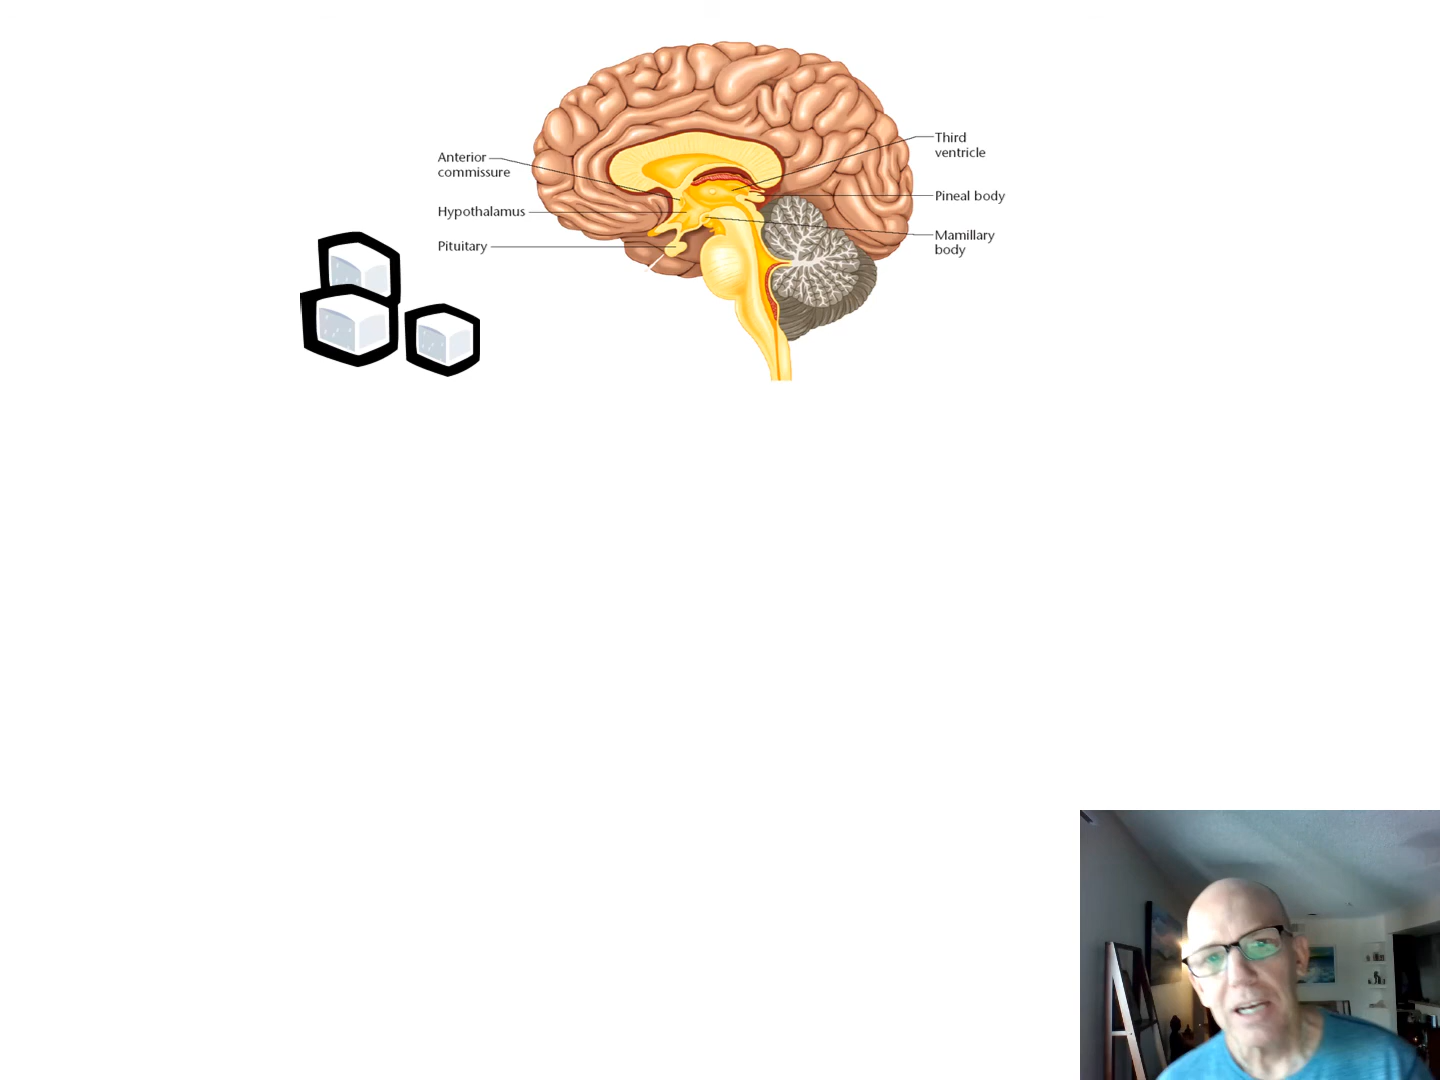 Anterior
commissure
Hypothalamus
Pituitary
Third
ventricle
Pineal body
Mamillary
body